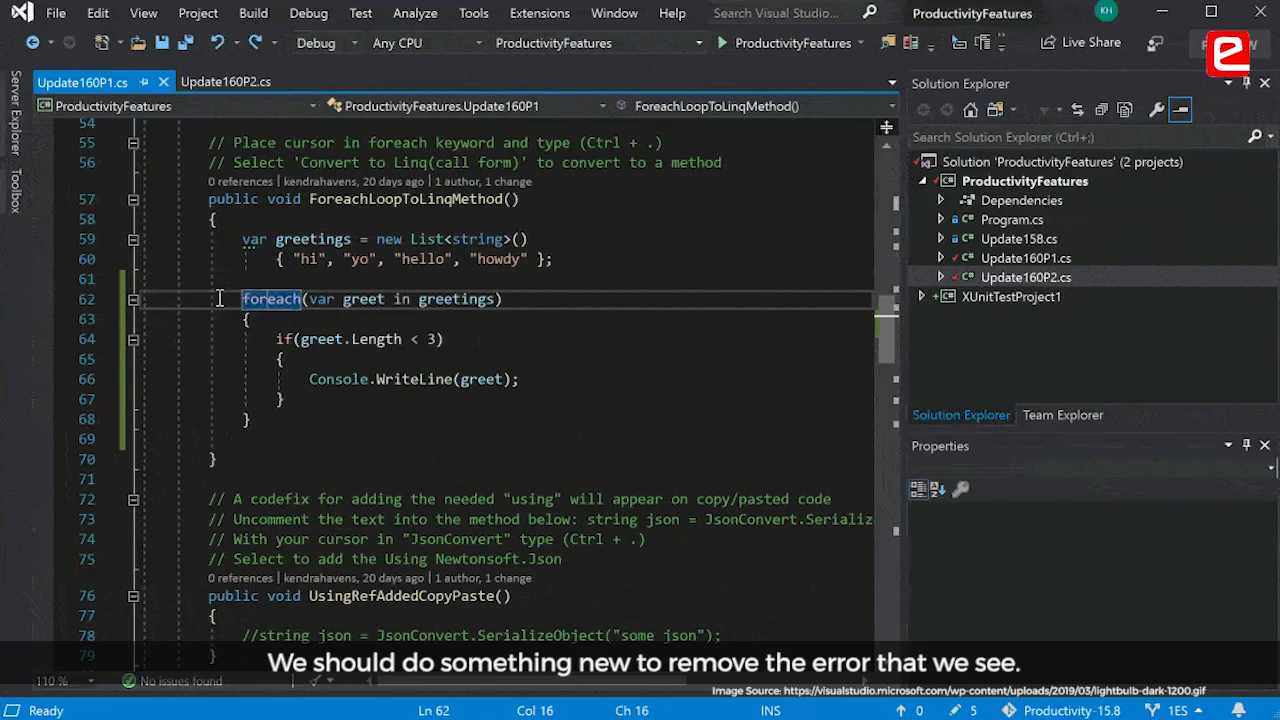 File Edit View Project Build Debug Test Analyze Tools Extensions Window Help Search Visual Studio... ProductivityFeatures KH
Debug Any CPU ProductivityFeatures ProductivityFeatures Live Share
e
Server Explorer
Toolbox
Update160P1.cs Update160P2.cs
ProductivityFeatures ProductivityFeatures.Update160P1 ForeachLoopToLinqMethod()
54
55 // Place cursor in foreach keyword and type (Ctrl + .)
56 // Select 'Convert to Linq(call form)' to convert to a method
0 references | kendrahavens, 20 days ago | 1 author, 1 change
57 public void ForeachLoopToLinqMethod()
58 {
59 var greetings = new List<string>()
60 { "hi", "yo", "hello", "howdy" };
61
62 foreach(var greet in greetings)
63 {
64 if(greet.Length < 3)
65 {
66 Console.WriteLine(greet);
67 }
68 }
69
70 }
71
72 // A codefix for adding the needed "using" will appear on copy/pasted code
73 // Uncomment the text into the method below: string json = JsonConvert.Serializ
74 // With your cursor in "JsonConvert" type (Ctrl + .)
75 // Select to add the Using Newtonsoft.Json
0 references | kendrahavens, 20 days ago | 1 author, 1 change
76 public void UsingRefAddedCopyPaste()
77 {
78 //string json = JsonConvert.SerializeObject("some json");
79 }
Solution Explorer
Search Solution Explorer (Ctrl+;)
Solution 'ProductivityFeatures' (2 projects)
C# ProductivityFeatures
Dependencies
C# Program.cs
C# Update158.cs
C# Update160P1.cs
C# Update160P2.cs
C# XUnitTestProject1
Solution Explorer Team Explorer
Properties
We should do something new to remove the error that we see.
110 % No issues found
Image Source: https://visualstudio.microsoft.com/wp-content/uploads/2019/03/lightbulb-dark-1200.gif
Ready Ln 62 Col 16 Ch 16 INS 0 5 Productivity-15.8 1ES